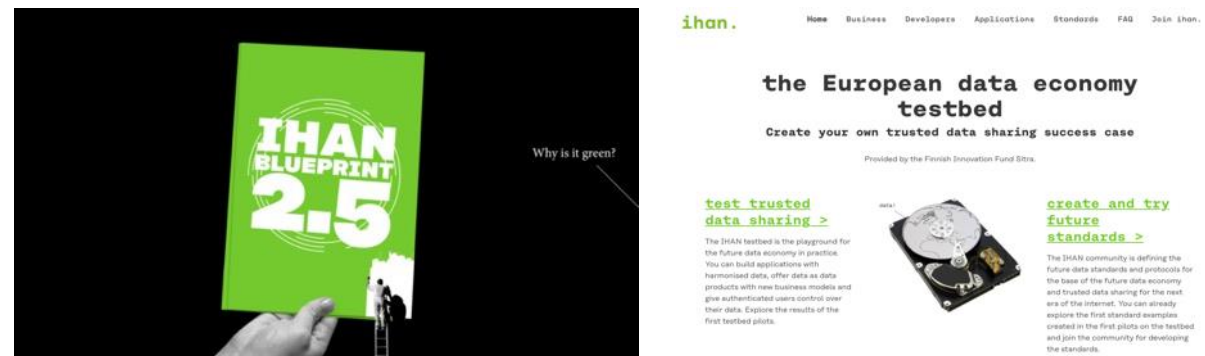 IHAN
BLUEPRINT
2.5
Why is it green?
ihan.
Home Business Developers Applications Standards FAQ Join ihan.
the European data economy
testbed
Create your own trusted data sharing success case
Provided by the Finnish Innovation Fund Sitra.
test trusted
data sharing >
The IHAN testbed is the playground for
the future data economy in practice.
You can build applications with
harmonised data, offer data as data
products with new business models and
give authenticated users control over
their data. Explore the results of the
first testbed pilots.
data!
create and try
future
standards >
The IHAN community is defining the
future data standards and protocols for
the base of the future data economy
and trusted data sharing for the next
era of the internet. You can already
explore the first standard examples
created in the first pilots on the testbed
and join the community for developing
the standards.